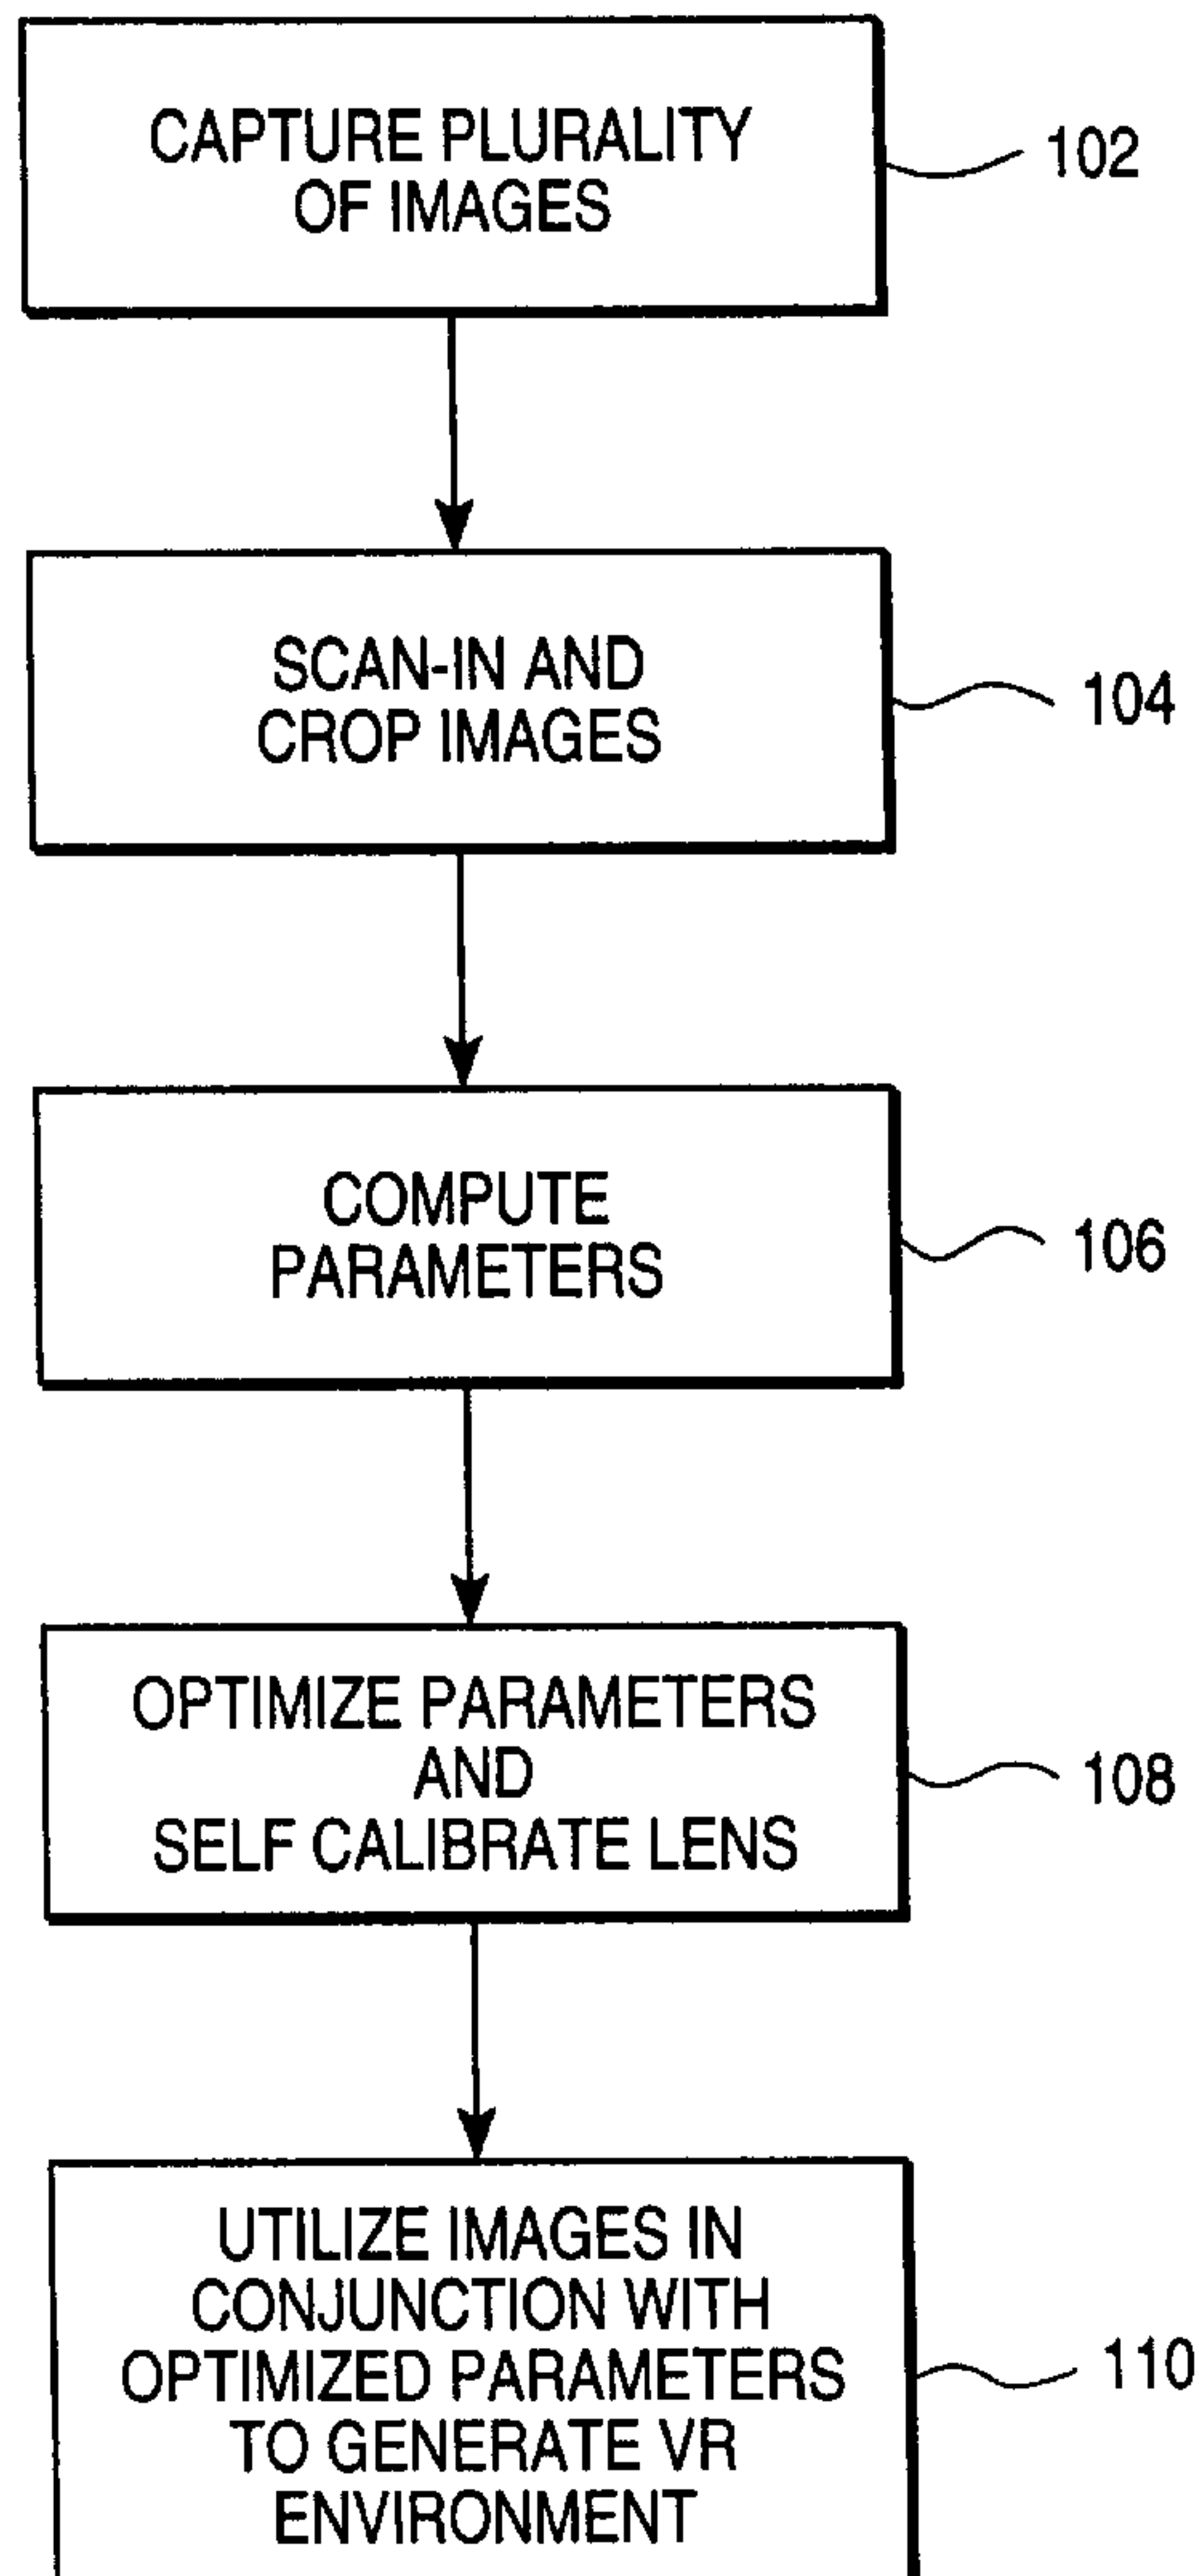 CAPTURE PLURALITY
OF IMAGES
102
SCAN-IN AND
CROP IMAGES
104
COMPUTE
PARAMETERS
106
OPTIMIZE PARAMETERS
AND
SELF CALIBRATE LENS
108
UTILIZE IMAGES IN
CONJUNCTION WITH
OPTIMIZED PARAMETERS
TO GENERATE VR
ENVIRONMENT
110